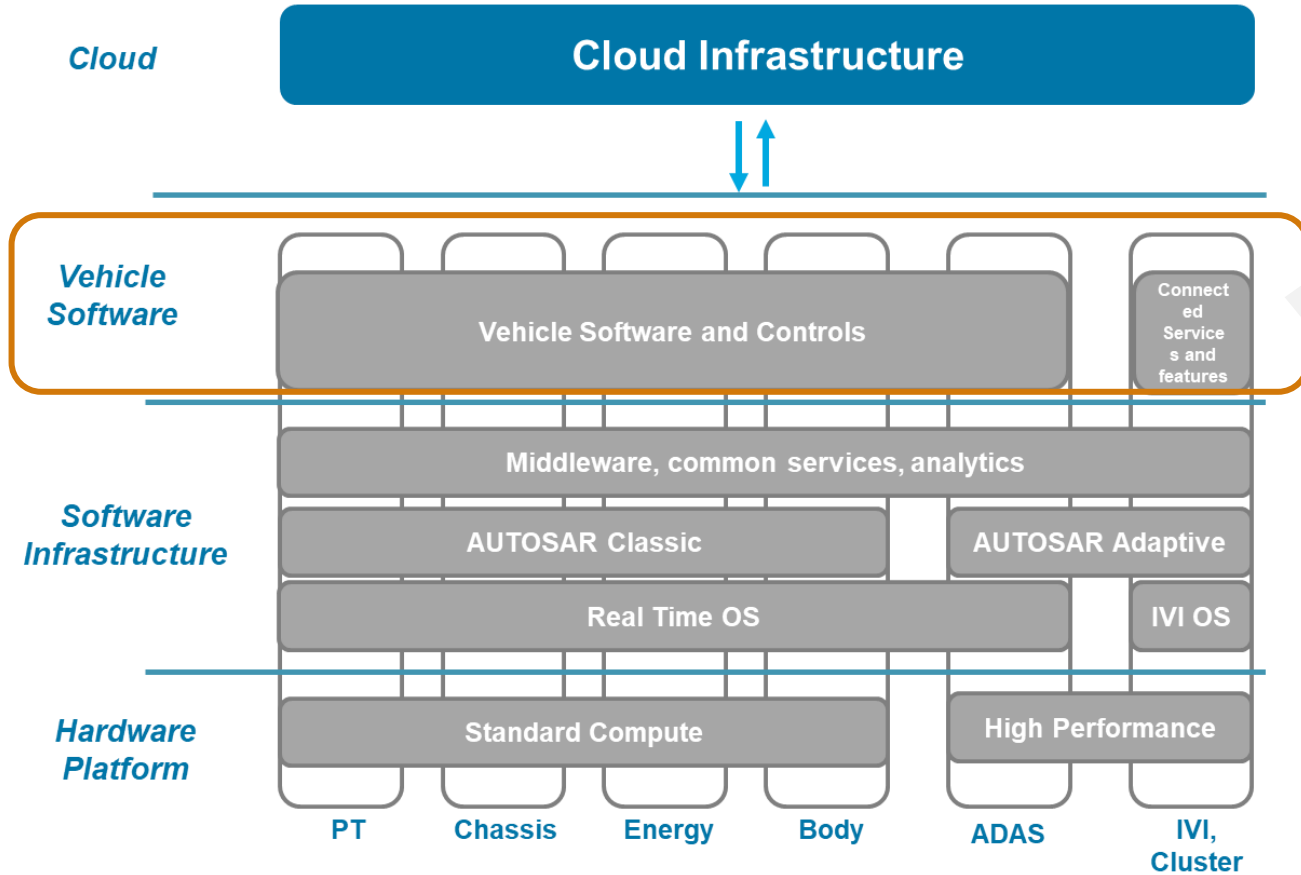 Cloud
Cloud Infrastructure
Vehicle
Software
Vehicle Software and Controls
Connect
ed
Service
s and
features
Middleware, common services, analytics
Software
Infrastructure
AUTOSAR Classic
AUTOSAR Adaptive
Real Time OS
IVI OS
Hardware
Platform
Standard Compute
High Performance
PT
Chassis
Energy
Body
ADAS
IVI,
Cluster